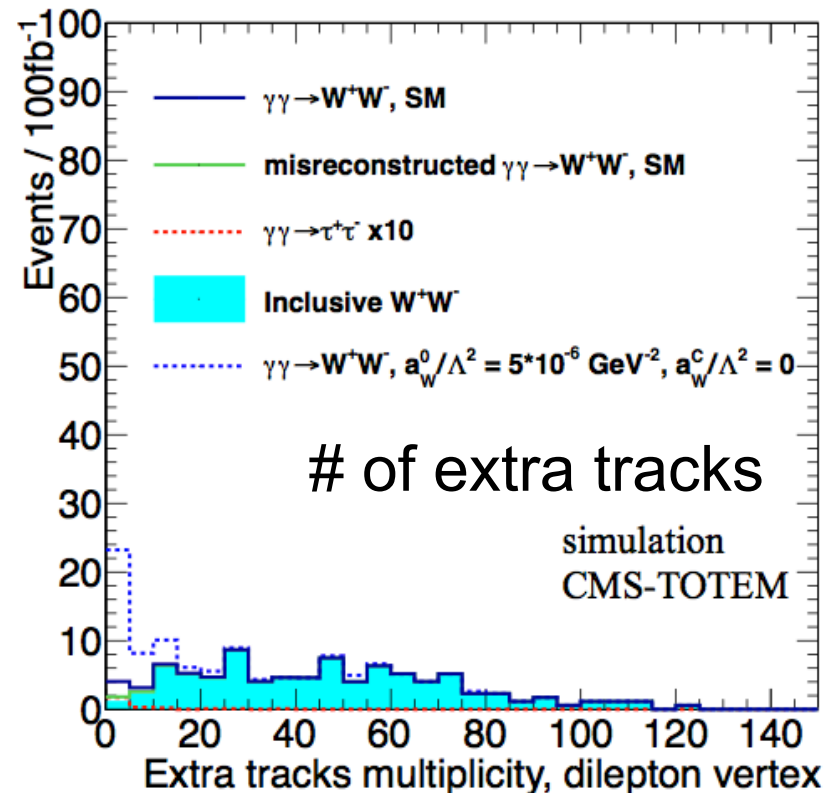 Events / 100fb⁻¹
100
90
80
70
60
50
40
30
20
10
0
γγ→W⁺W⁻, SM
misreconstructed γγ→W⁺W⁻, SM
γγ→τ⁺τ⁻ x10
Inclusive W⁺W⁻
γγ→W⁺W⁻, a⁰_W/Λ² = 5*10⁻⁶ GeV⁻², a^C_W/Λ² = 0
# of extra tracks
simulation
CMS-TOTEM
0 20 40 60 80 100 120 140
Extra tracks multiplicity, dilepton vertex